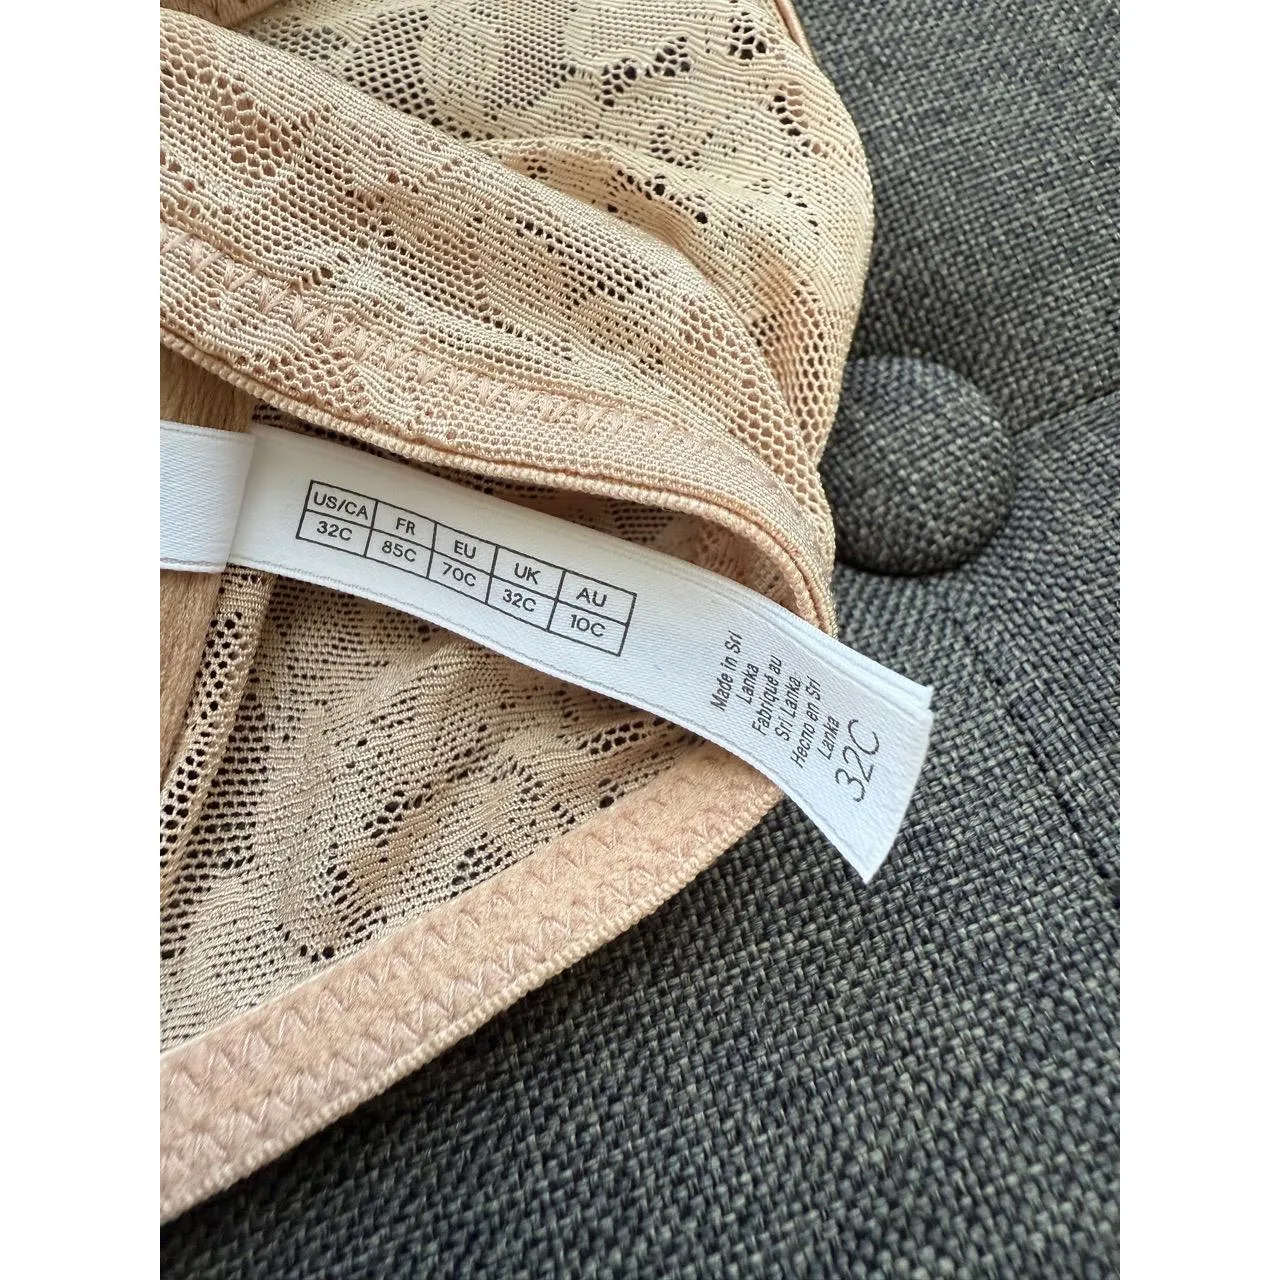 US/CA FR EU UK AU
32C 85C 70C 32C 10C
Made in Sri
Lanka
Fabriqué au
Sri Lanka
Hecho en Sri
Lanka
32C